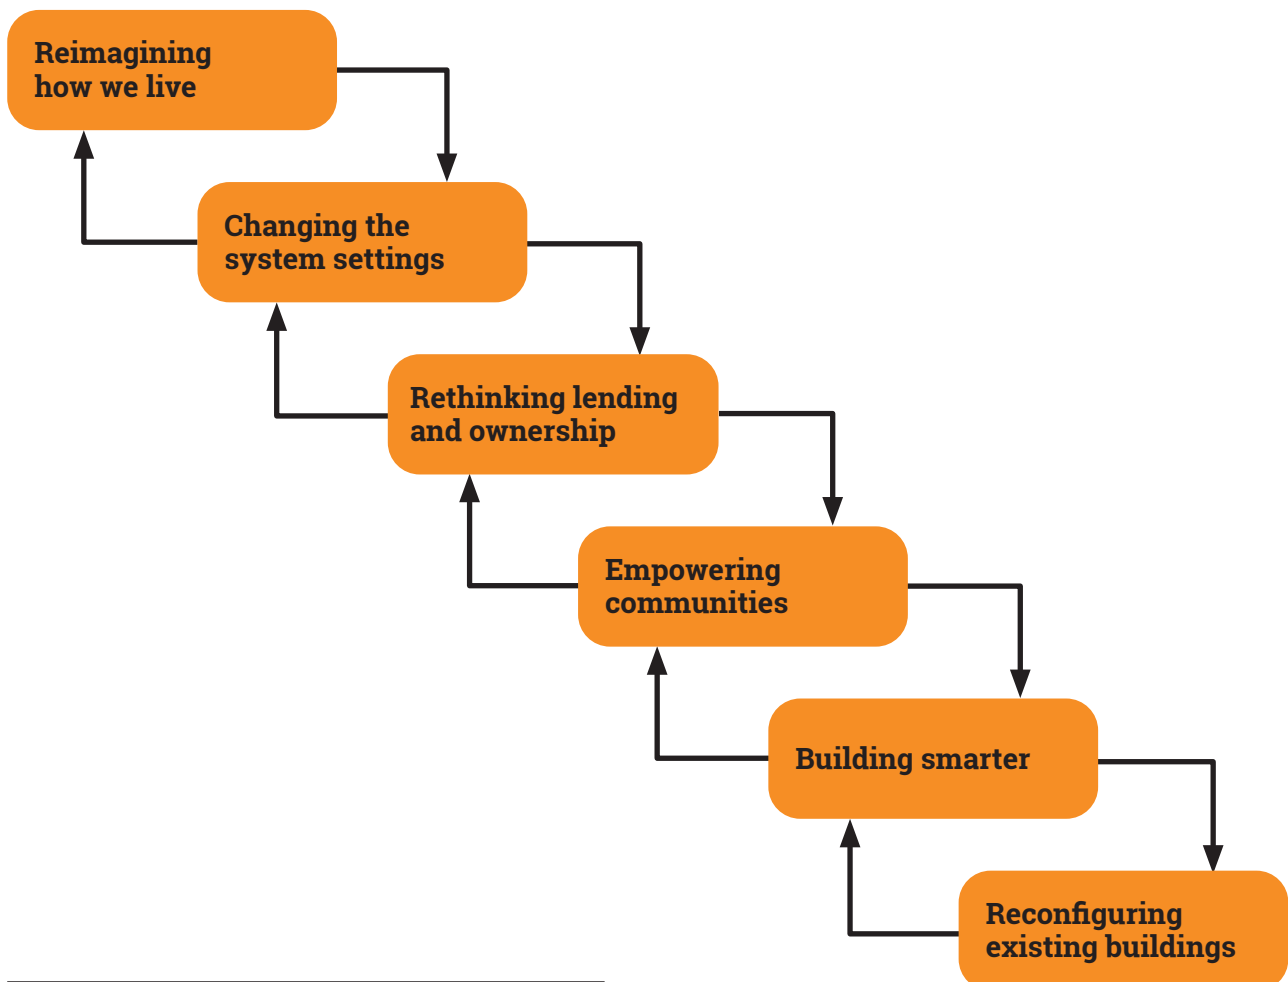 Reimagining
how we live
Changing the
system settings
Rethinking lending
and ownership
Empowering
communities
Building smarter
Reconfiguring
existing buildings